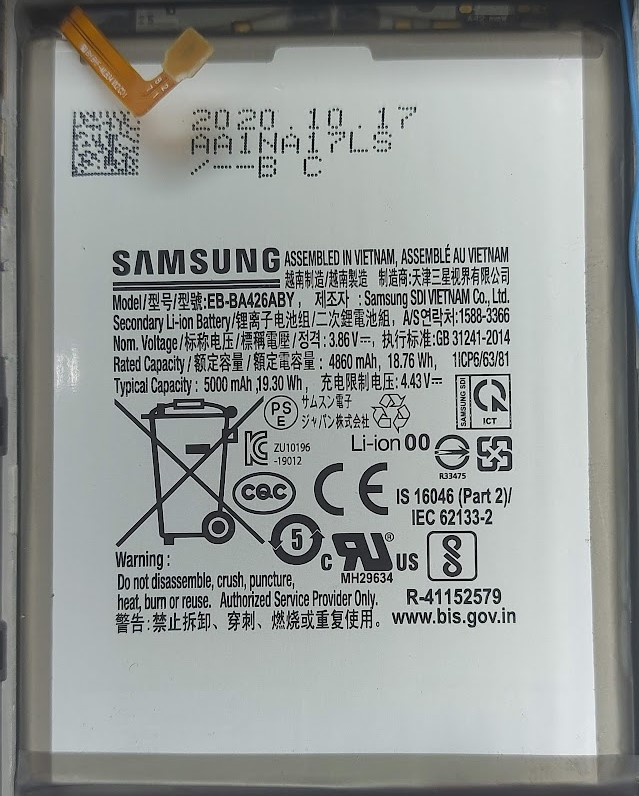 2020.10.17
AA1NA17LS
/--B C
SAMSUNG ASSEMBLED IN VIETNAM, ASSEMBLÉ AU VIETNAM
越南制造/越南製造 制造商:天津三星视界有限公司
Model/型号/型號:EB-BA426ABY, 제조자 : Samsung SDI VIETNAM Co., Ltd.
Secondary Li-ion Battery/锂离子电池组/二次鋰電池組, A/S연락처:1588-3366
Nom. Voltage/标称电压/標稱電壓/정격: 3.86V⎓, 执行标准:GB 31241-2014
Rated Capacity / 额定容量 / 額定電容量 : 4860 mAh, 18.76 Wh, 1ICP6/63/81
Typical Capacity : 5000 mAh ,19.30 Wh, 充电限制电压: 4.43V⎓
PS
E
サムスン電子
ジャパン株式会社
SAMSUNG SDI
ICT
KC
ZU10196
-19012
Li-ion 00
R33475
CQC
CE
IS 16046 (Part 2)/
IEC 62133-2
5
C RU® US
MH29634
Warning :
Do not disassemble, crush, puncture,
heat, burn or reuse. Authorized Service Provider Only.
警告:禁止拆卸、穿刺、燃烧或重复使用。
R-41152579
www.bis.gov.in